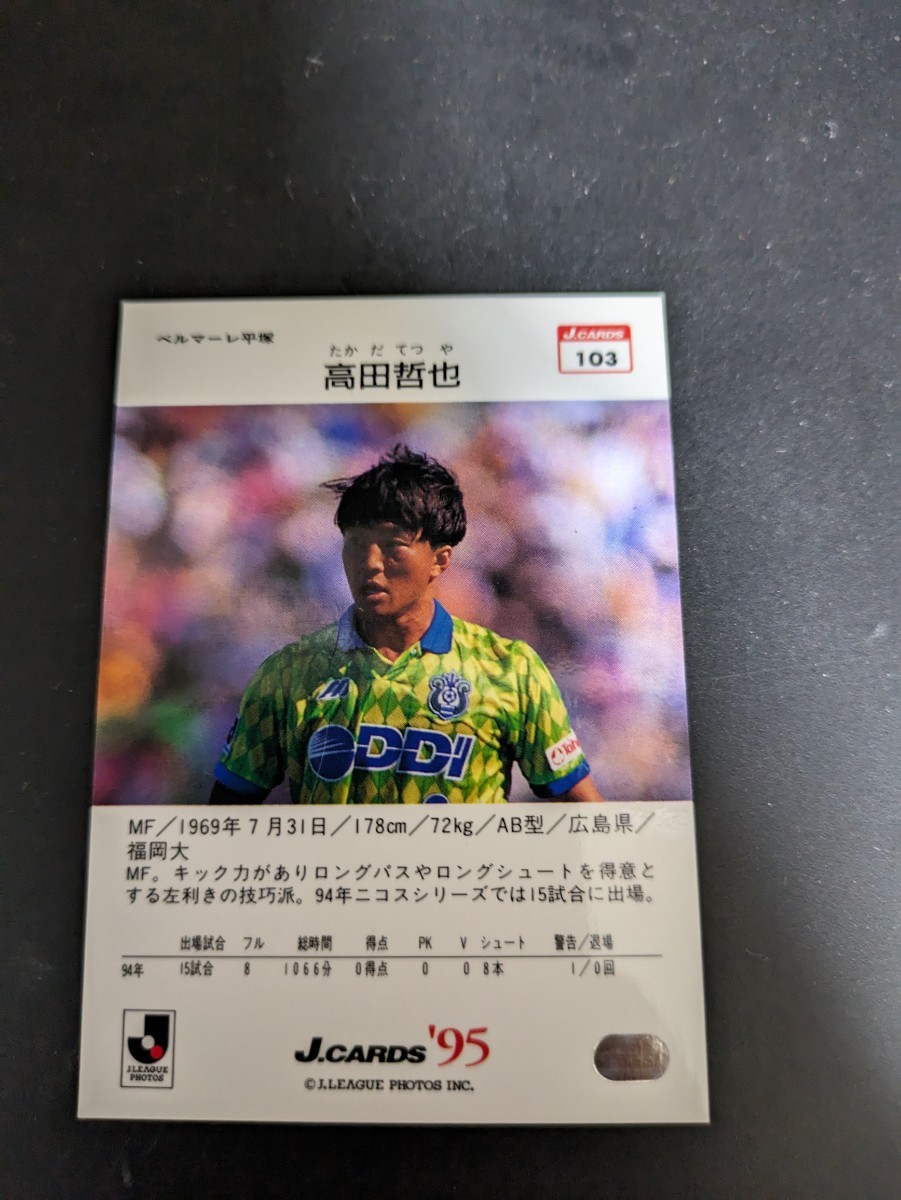 ベルマーレ平塚
たかだてつや
高田哲也
J.CARDS
103
DDI
MF／1969年7月31日／178cm／72kg／AB型／広島県／
福岡大
MF。キック力がありロングパスやロングシュートを得意と
する左利きの技巧派。94年ニコスシリーズでは15試合に出場。
出場試合 フル 総時間 得点 PK V シュート 警告／退場
94年 15試合 8 1066分 0得点 0 0 8本 1／0回
J.LEAGUE
PHOTOS
J.CARDS '95
©J.LEAGUE PHOTOS INC.